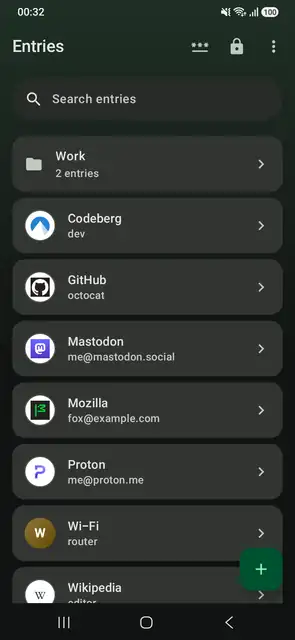 00:32
100
Entries
***
Search entries
Work
2 entries
Codeberg
dev
GitHub
octocat
Mastodon
me@mastodon.social
Mozilla
fox@example.com
Proton
me@proton.me
W
Wi-Fi
router
W
Wikipedia
editor